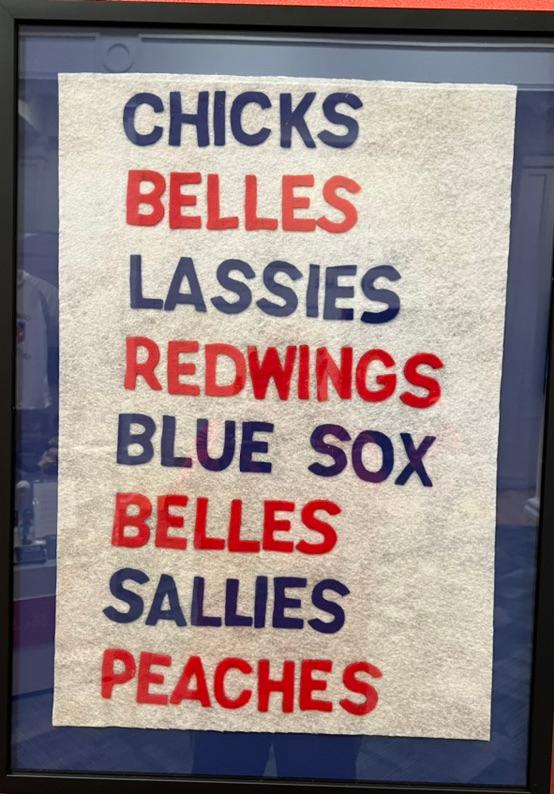 CHICKS
BELLES
LASSIES
REDWINGS
BLUE SOX
BELLES
SALLIES
PEACHES